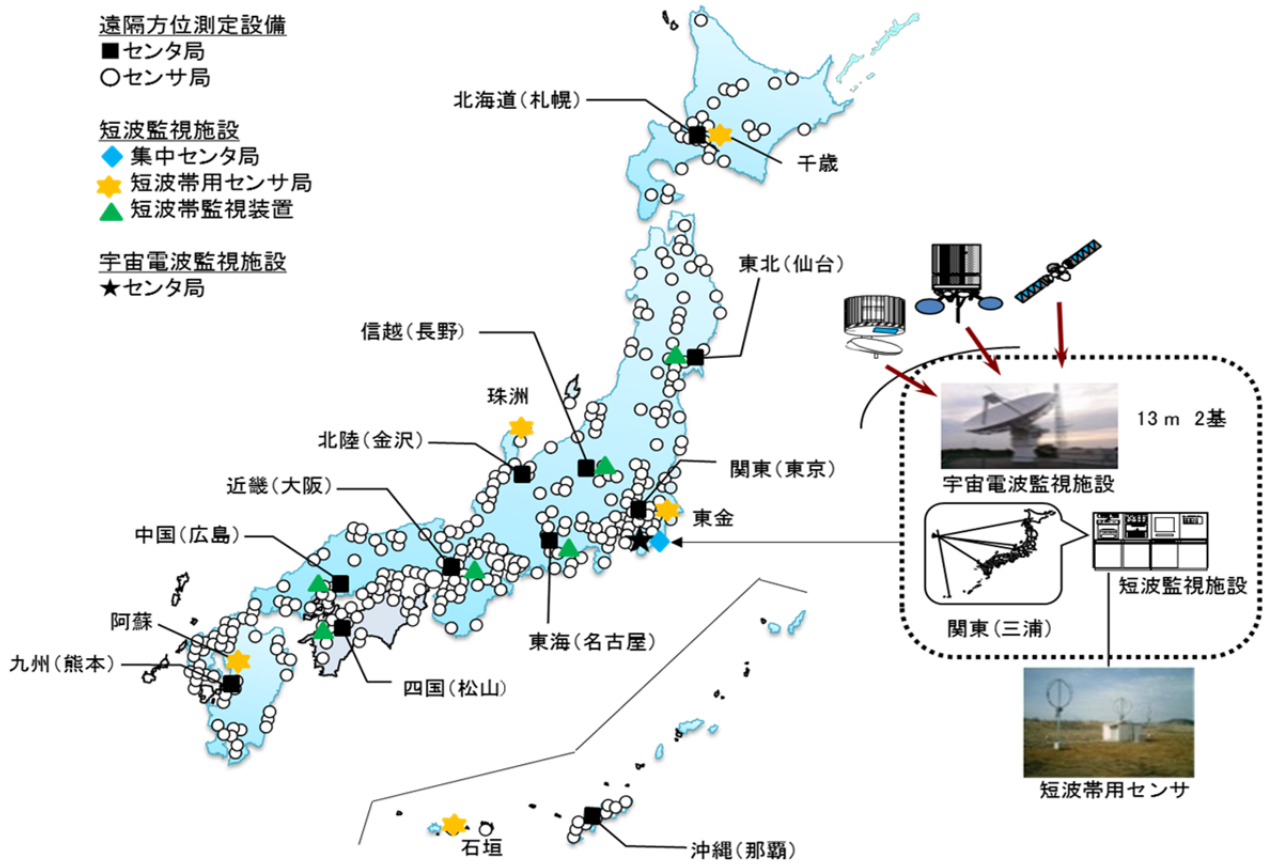 遠隔方位測定設備
■センタ局
○センサ局
短波監視施設
◆集中センタ局
短波帯用センサ局
▲短波帯監視装置
宇宙電波監視施設
★センタ局
北海道(札幌)
千歳
東北(仙台)
信越(長野)
珠洲
北陸(金沢)
関東(東京)
近畿(大阪)
東金
中国(広島)
阿蘇
東海(名古屋)
九州(熊本)
四国(松山)
石垣
沖縄(那覇)
13m 2基
宇宙電波監視施設
短波監視施設
関東(三浦)
短波帯用センサ